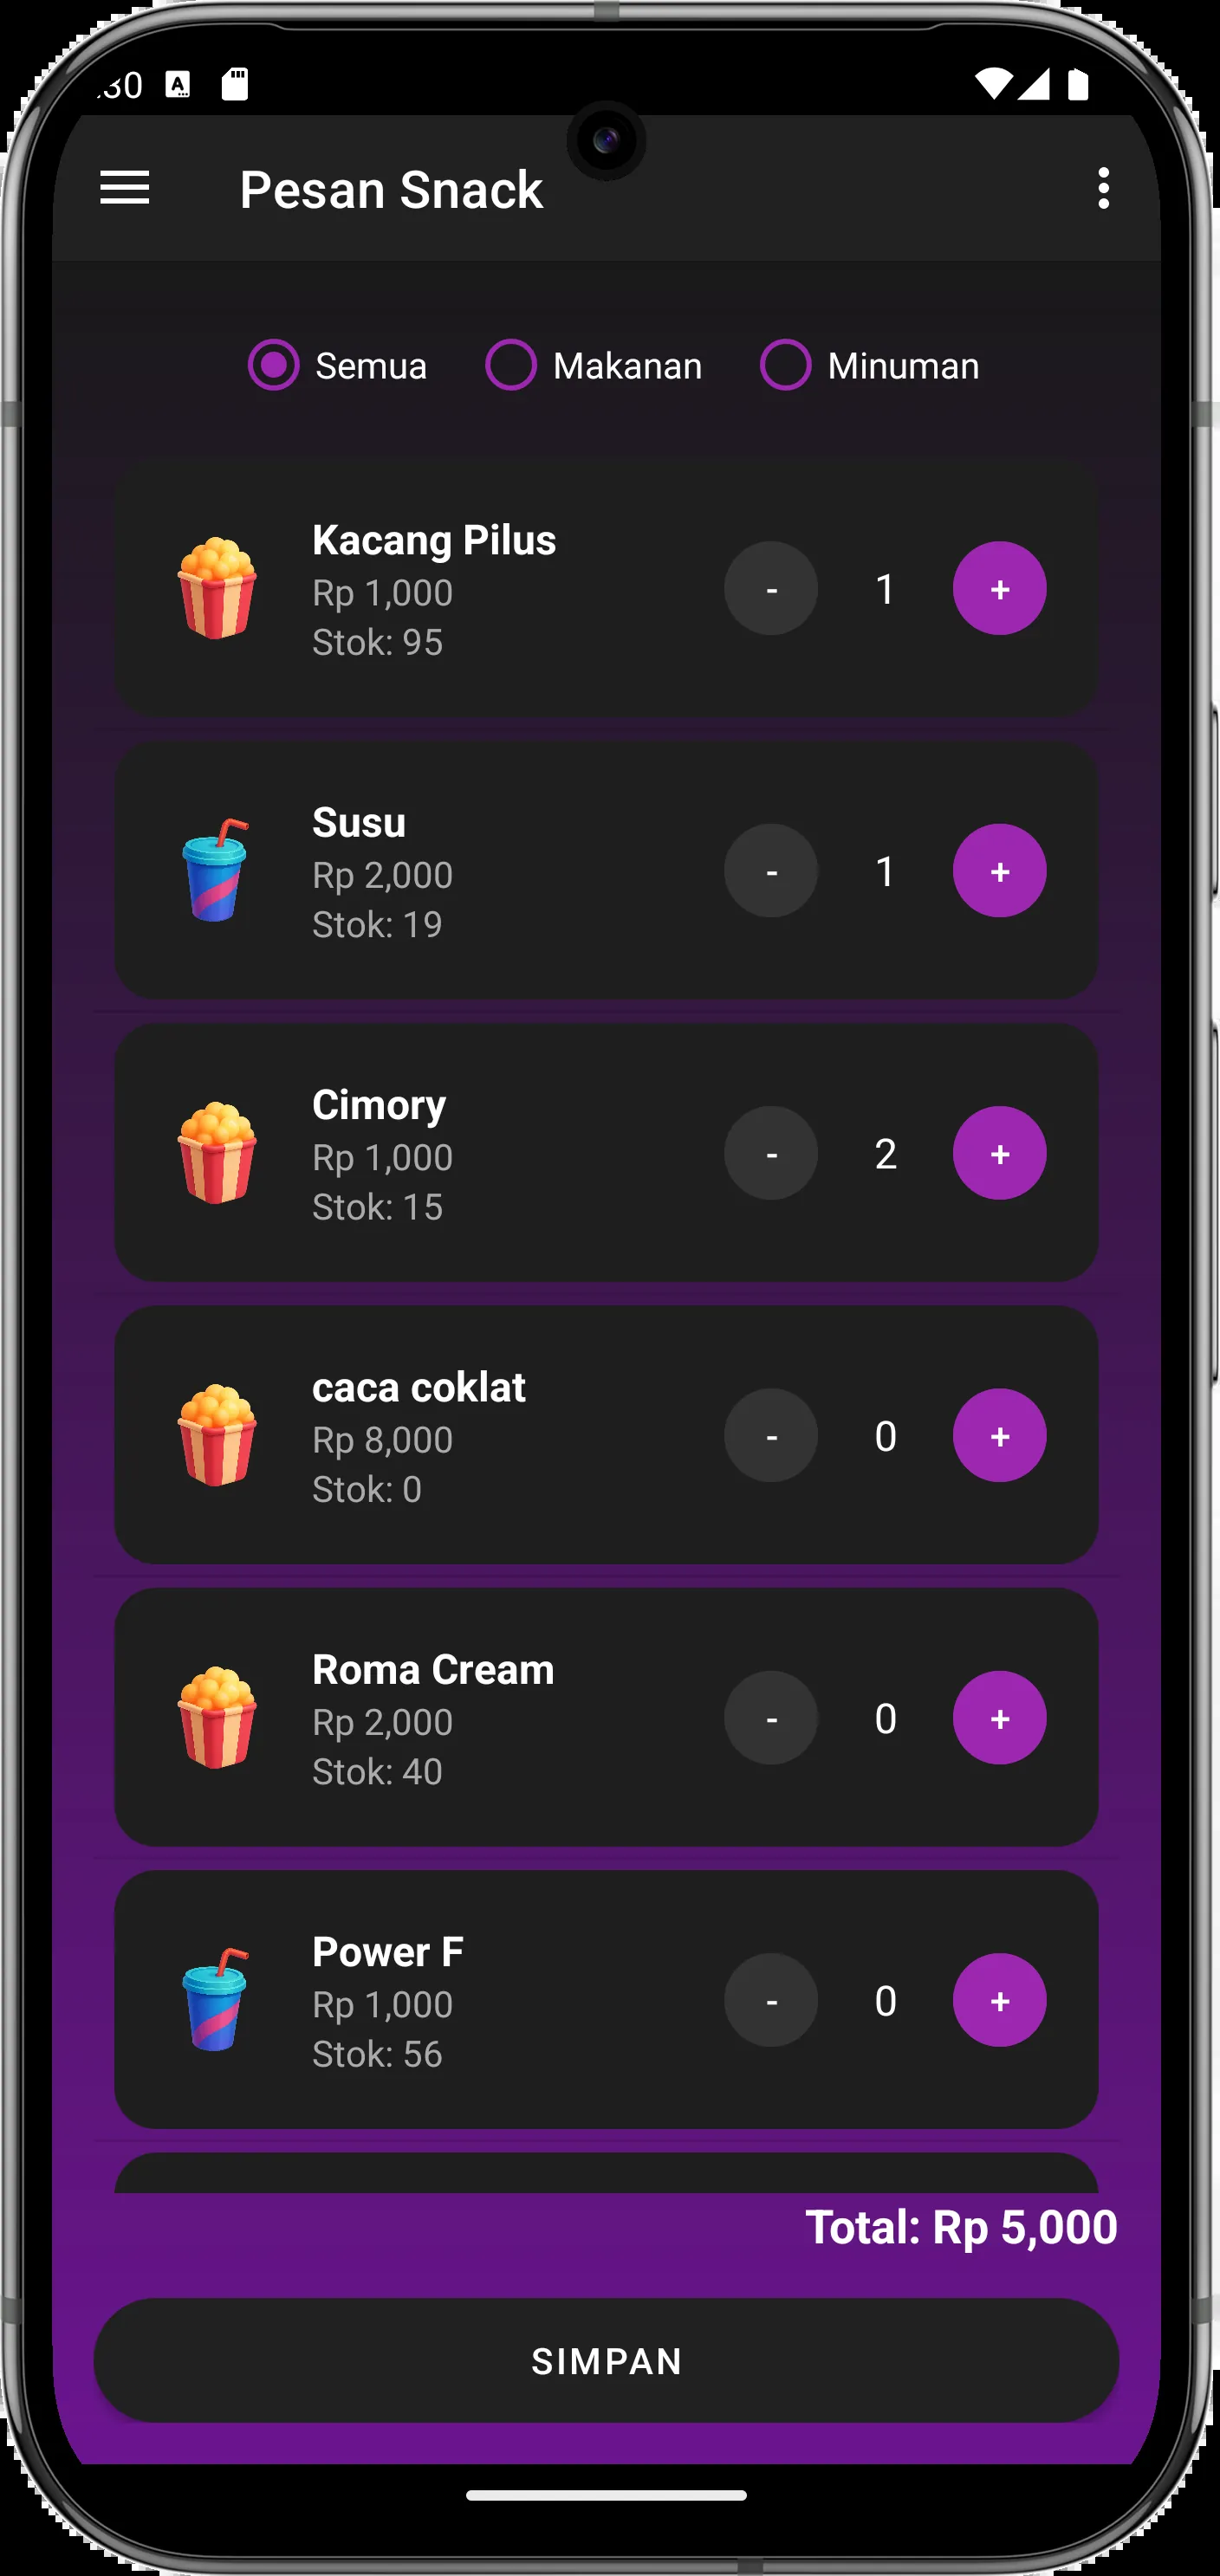 :30
Pesan Snack
Semua Makanan Minuman
Kacang Pilus
Rp 1,000
Stok: 95
- 1 +
Susu
Rp 2,000
Stok: 19
- 1 +
Cimory
Rp 1,000
Stok: 15
- 2 +
caca coklat
Rp 8,000
Stok: 0
- 0 +
Roma Cream
Rp 2,000
Stok: 40
- 0 +
Power F
Rp 1,000
Stok: 56
- 0 +
Total: Rp 5,000
SIMPAN